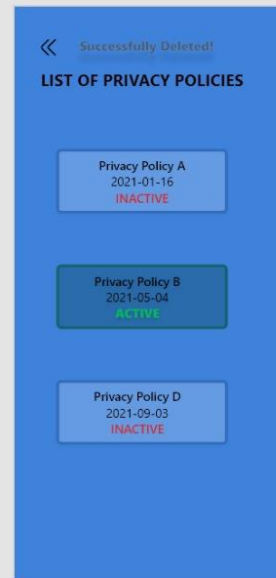 Successfully Deleted!
LIST OF PRIVACY POLICIES
Privacy Policy A
2021-01-16
INACTIVE
Privacy Policy B
2021-05-04
ACTIVE
Privacy Policy D
2021-09-03
INACTIVE